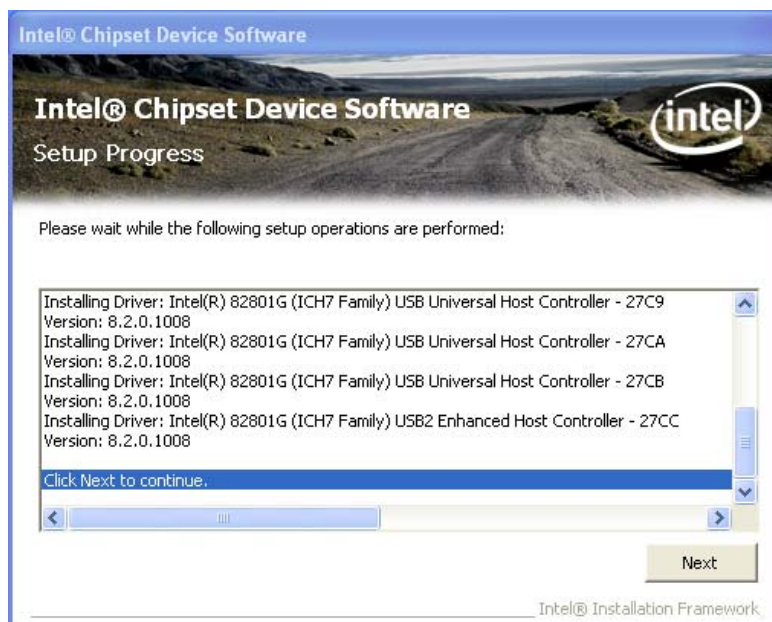 Intel® Chipset Device Software
Intel® Chipset Device Software
intel
Setup Progress
Please wait while the following setup operations are performed:
Installing Driver: Intel(R) 82801G (ICH7 Family) USB Universal Host Controller - 27C9
Version: 8.2.0.1008
Installing Driver: Intel(R) 82801G (ICH7 Family) USB Universal Host Controller - 27CA
Version: 8.2.0.1008
Installing Driver: Intel(R) 82801G (ICH7 Family) USB Universal Host Controller - 27CB
Version: 8.2.0.1008
Installing Driver: Intel(R) 82801G (ICH7 Family) USB2 Enhanced Host Controller - 27CC
Version: 8.2.0.1008
Click Next to continue.
Next
Intel® Installation Framework